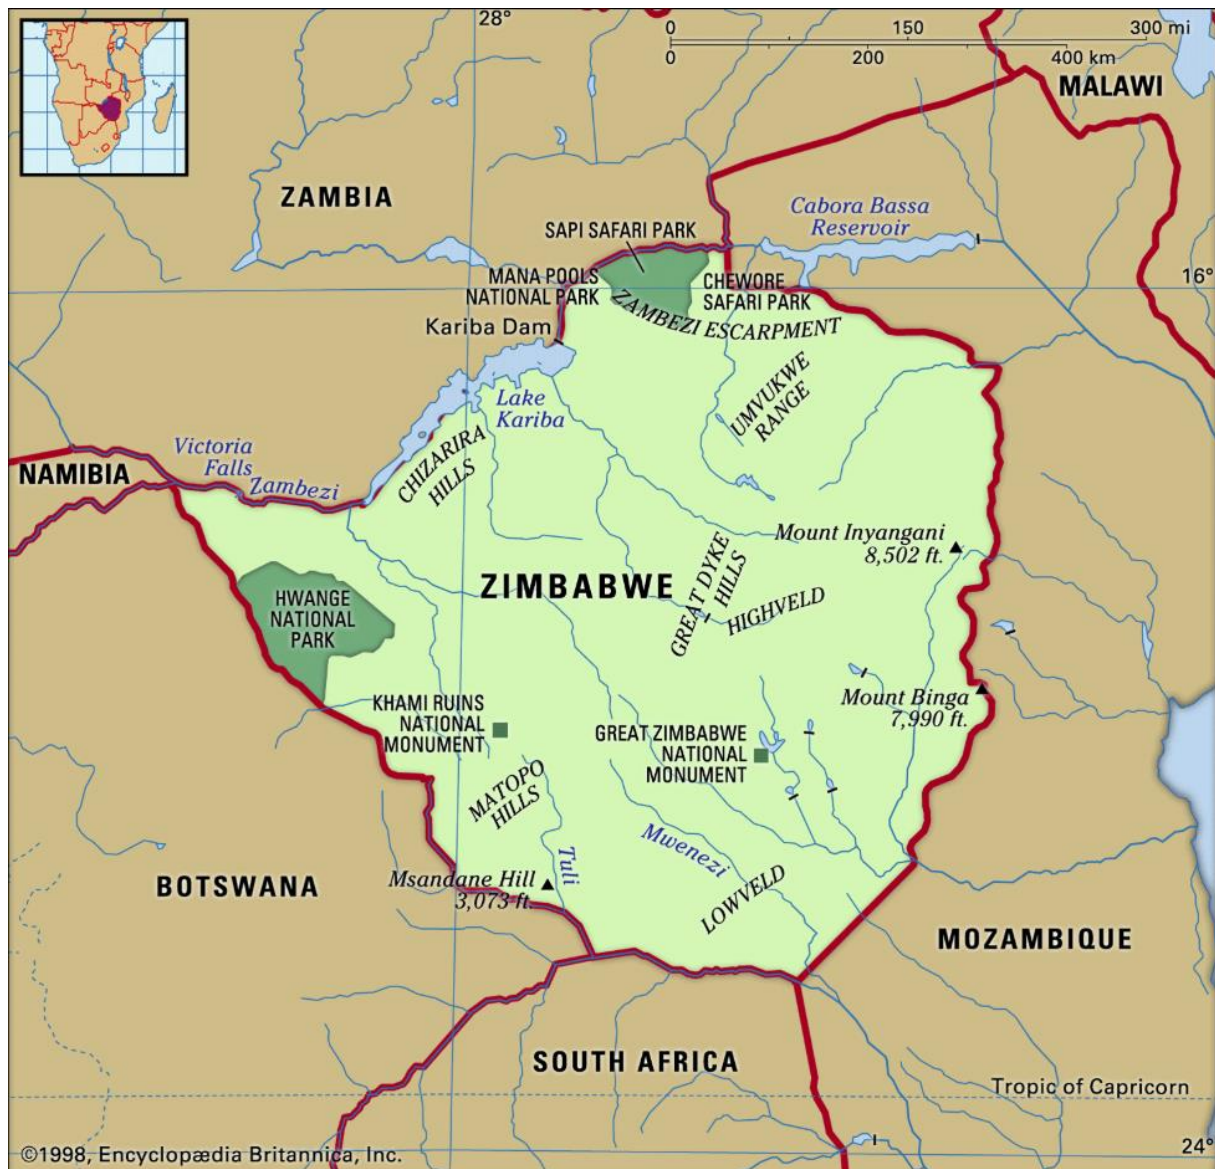 28°
0 150 300 mi
0 200 400 km
MALAWI
ZAMBIA
Cabora Bassa
Reservoir
SAPI SAFARI PARK
MANA POOLS
NATIONAL PARK
CHEWORE
SAFARI PARK
16°
ZAMBEZI ESCARPMENT
Kariba Dam
UMVUKWE
RANGE
Lake
Kariba
CHIZARIRA
HILLS
Victoria
Falls
NAMIBIA
Zambezi
Mount Inyangani
8,502 ft.
GREAT DYKE
HILLS
ZIMBABWE
HIGHVELD
HWANGE
NATIONAL
PARK
Mount Binga
7,990 ft.
KHAMI RUINS
NATIONAL
MONUMENT
GREAT ZIMBABWE
NATIONAL
MONUMENT
MATOPO
HILLS
Mwenezi
Tuli
BOTSWANA
Msandane Hill
3,073 ft.
LOWVELD
MOZAMBIQUE
SOUTH AFRICA
Tropic of Capricorn
©1998, Encyclopædia Britannica, Inc.
24°